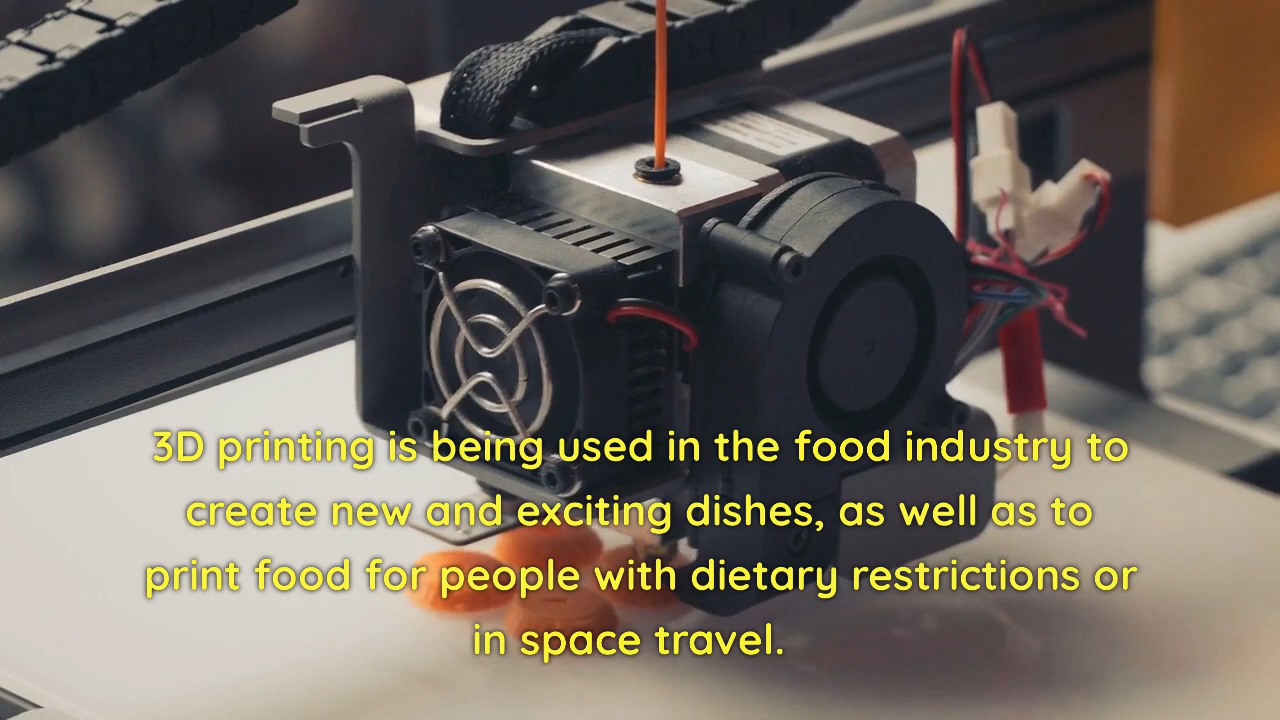 3D printing is being used in the food industry to
create new and exciting dishes, as well as to
print food for people with dietary restrictions or
in space travel.